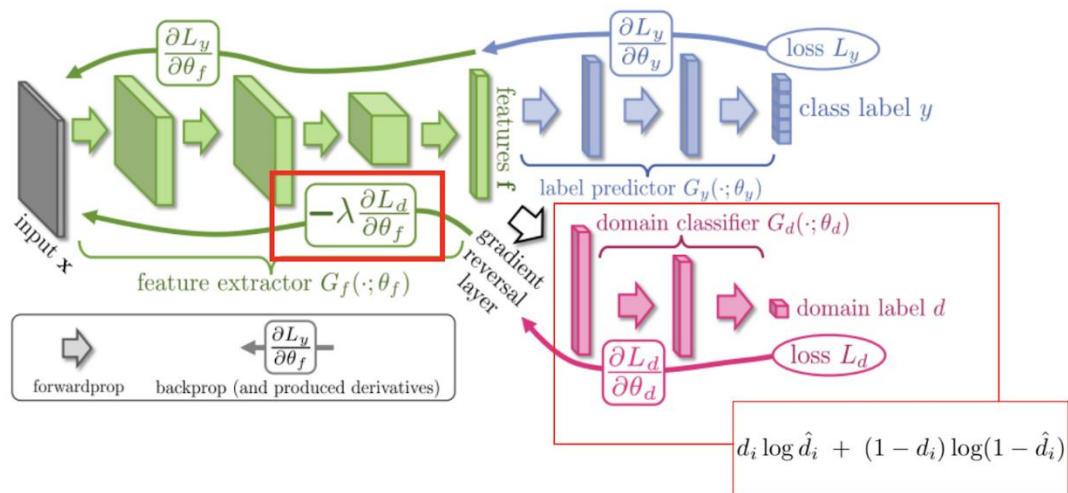 ∂L_y/∂θ_f
∂L_y/∂θ_y
loss L_y
features f
class label y
label predictor G_y(·; θ_y)
−λ ∂L_d/∂θ_f
input x
feature extractor G_f(·; θ_f)
gradient
reversal
layer
domain classifier G_d(·; θ_d)
domain label d
∂L_d/∂θ_d
loss L_d
∂L_y/∂θ_f
forwardprop
backprop (and produced derivatives)
d_i log d̂_i + (1 − d_i) log(1 − d̂_i)